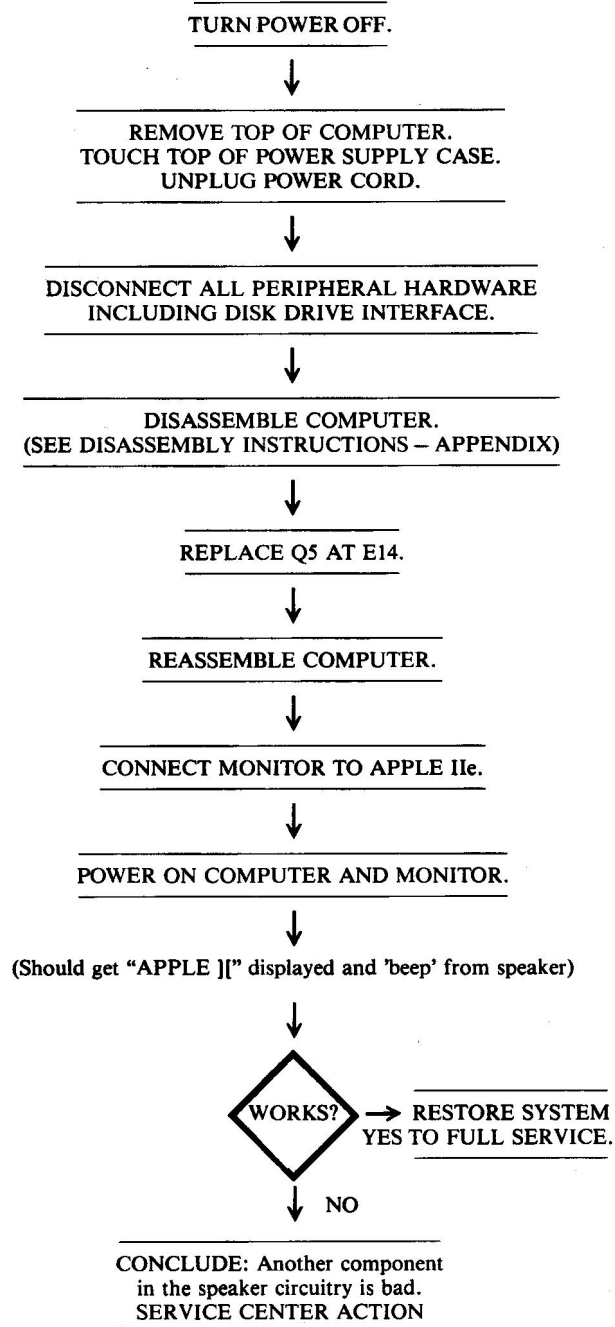 TURN POWER OFF.
REMOVE TOP OF COMPUTER.
TOUCH TOP OF POWER SUPPLY CASE.
UNPLUG POWER CORD.
DISCONNECT ALL PERIPHERAL HARDWARE
INCLUDING DISK DRIVE INTERFACE.
DISASSEMBLE COMPUTER.
(SEE DISASSEMBLY INSTRUCTIONS – APPENDIX)
REPLACE Q5 AT E14.
REASSEMBLE COMPUTER.
CONNECT MONITOR TO APPLE IIe.
POWER ON COMPUTER AND MONITOR.
(Should get “APPLE ][” displayed and 'beep' from speaker)
WORKS?
RESTORE SYSTEM
YES TO FULL SERVICE.
NO
CONCLUDE: Another component
in the speaker circuitry is bad.
SERVICE CENTER ACTION